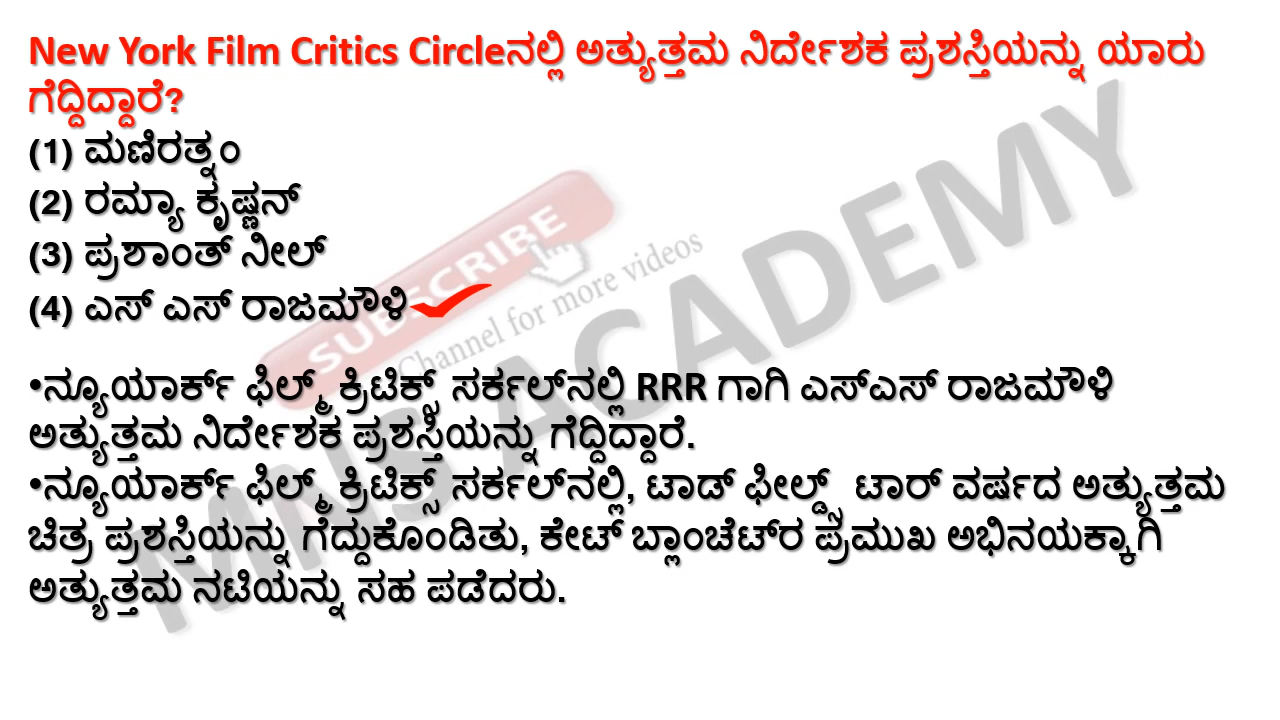 New York Film Critics Circleನಲ್ಲಿ ಅತ್ಯುತ್ತಮ ನಿರ್ದೇಶಕ ಪ್ರಶಸ್ತಿಯನ್ನು ಯಾರು
ಗೆದ್ದಿದ್ದಾರೆ?
(1) ಮಣಿರತ್ನಂ
(2) ರಮ್ಯಾ ಕೃಷ್ಣನ್
(3) ಪ್ರಶಾಂತ್ ನೀಲ್
(4) ಎಸ್ ಎಸ್ ರಾಜಮೌಳಿ
•ನ್ಯೂಯಾರ್ಕ್ ಫಿಲ್ಮ್ ಕ್ರಿಟಿಕ್ಸ್ ಸರ್ಕಲ್‌ನಲ್ಲಿ RRR ಗಾಗಿ ಎಸ್‌ಎಸ್ ರಾಜಮೌಳಿ
ಅತ್ಯುತ್ತಮ ನಿರ್ದೇಶಕ ಪ್ರಶಸ್ತಿಯನ್ನು ಗೆದ್ದಿದ್ದಾರೆ.
•ನ್ಯೂಯಾರ್ಕ್ ಫಿಲ್ಮ್ ಕ್ರಿಟಿಕ್ಸ್ ಸರ್ಕಲ್‌ನಲ್ಲಿ, ಟಾಡ್ ಫೀಲ್ಡ್ಸ್ ಟಾರ್ ವರ್ಷದ ಅತ್ಯುತ್ತಮ
ಚಿತ್ರ ಪ್ರಶಸ್ತಿಯನ್ನು ಗೆದ್ದುಕೊಂಡಿತು, ಕೇಟ್ ಬ್ಲಾಂಚೆಟ್‌ರ ಪ್ರಮುಖ ಅಭಿನಯಕ್ಕಾಗಿ
ಅತ್ಯುತ್ತಮ ನಟಿಯನ್ನು ಸಹ ಪಡೆದರು.
SUBSCRIBE
Channel for more videos
MNS ACADEMY